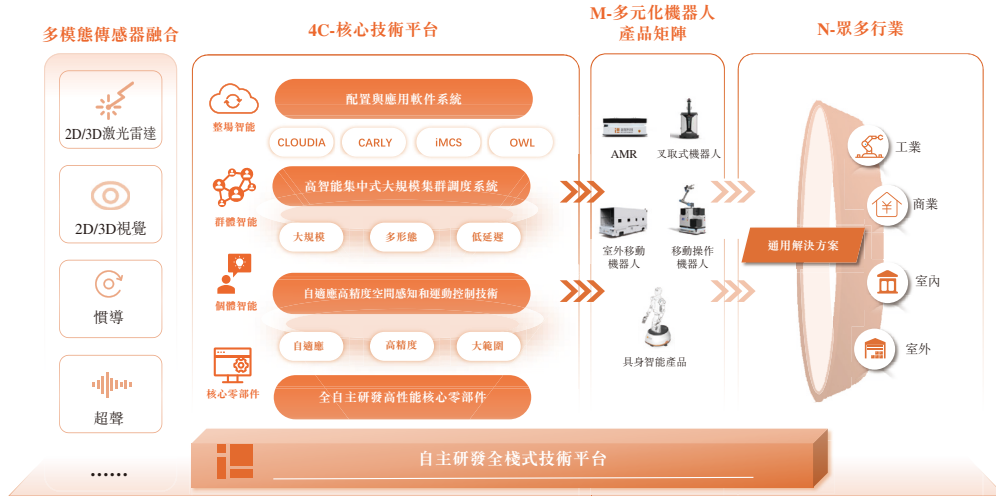 多模態傳感器融合
2D/3D激光雷達
2D/3D視覺
慣導
超聲
......
4C-核心技術平台
整場智能
配置與應用軟件系統
CLOUDIA
CARLY
iMCS
OWL
群體智能
高智能集中式大規模集群調度系統
大規模
多形態
低延遲
個體智能
自適應高精度空間感知和運動控制技術
自適應
高精度
大範圍
核心零部件
全自主研發高性能核心零部件
M-多元化機器人
產品矩陣
AMR
叉取式機器人
室外移動
機器人
移動操作
機器人
具身智能產品
N-眾多行業
通用解決方案
工業
商業
室內
室外
自主研發全棧式技術平台